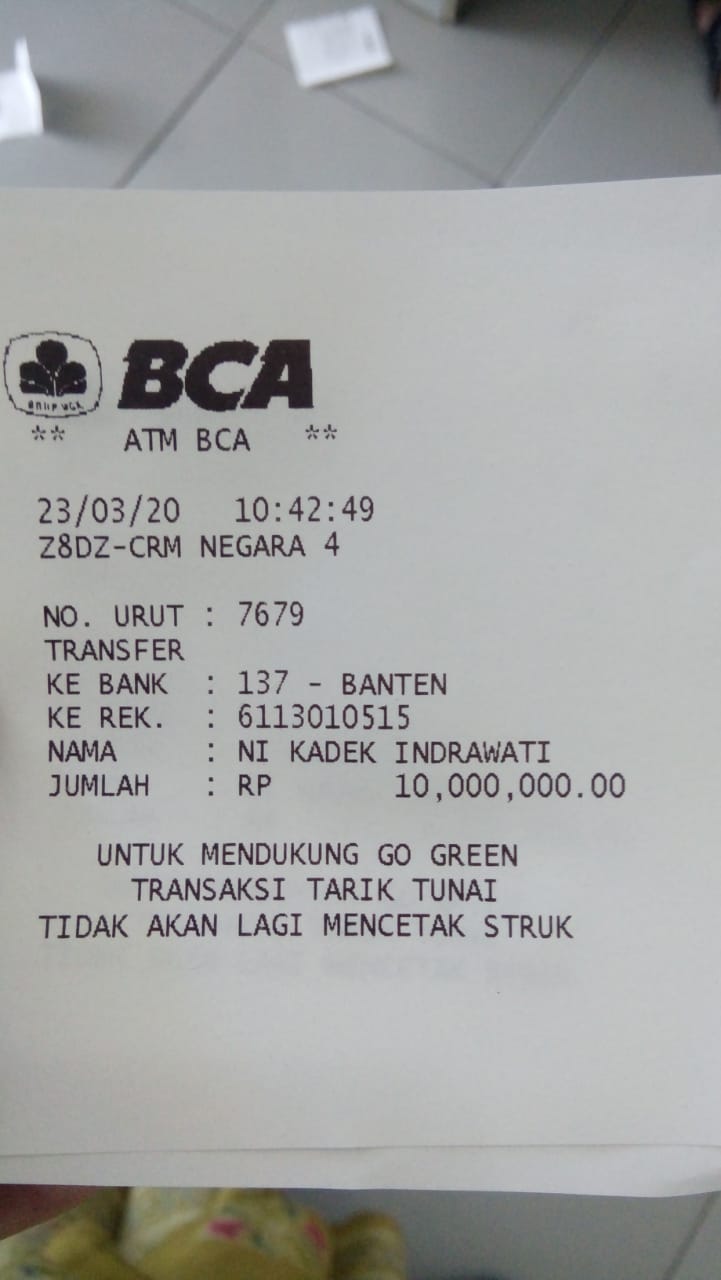 BCA
** ATM BCA **
23/03/20 10:42:49
Z8DZ-CRM NEGARA 4
NO. URUT : 7679
TRANSFER
KE BANK : 137 - BANTEN
KE REK. : 6113010515
NAMA : NI KADEK INDRAWATI
JUMLAH : RP 10,000,000.00
UNTUK MENDUKUNG GO GREEN
TRANSAKSI TARIK TUNAI
TIDAK AKAN LAGI MENCETAK STRUK